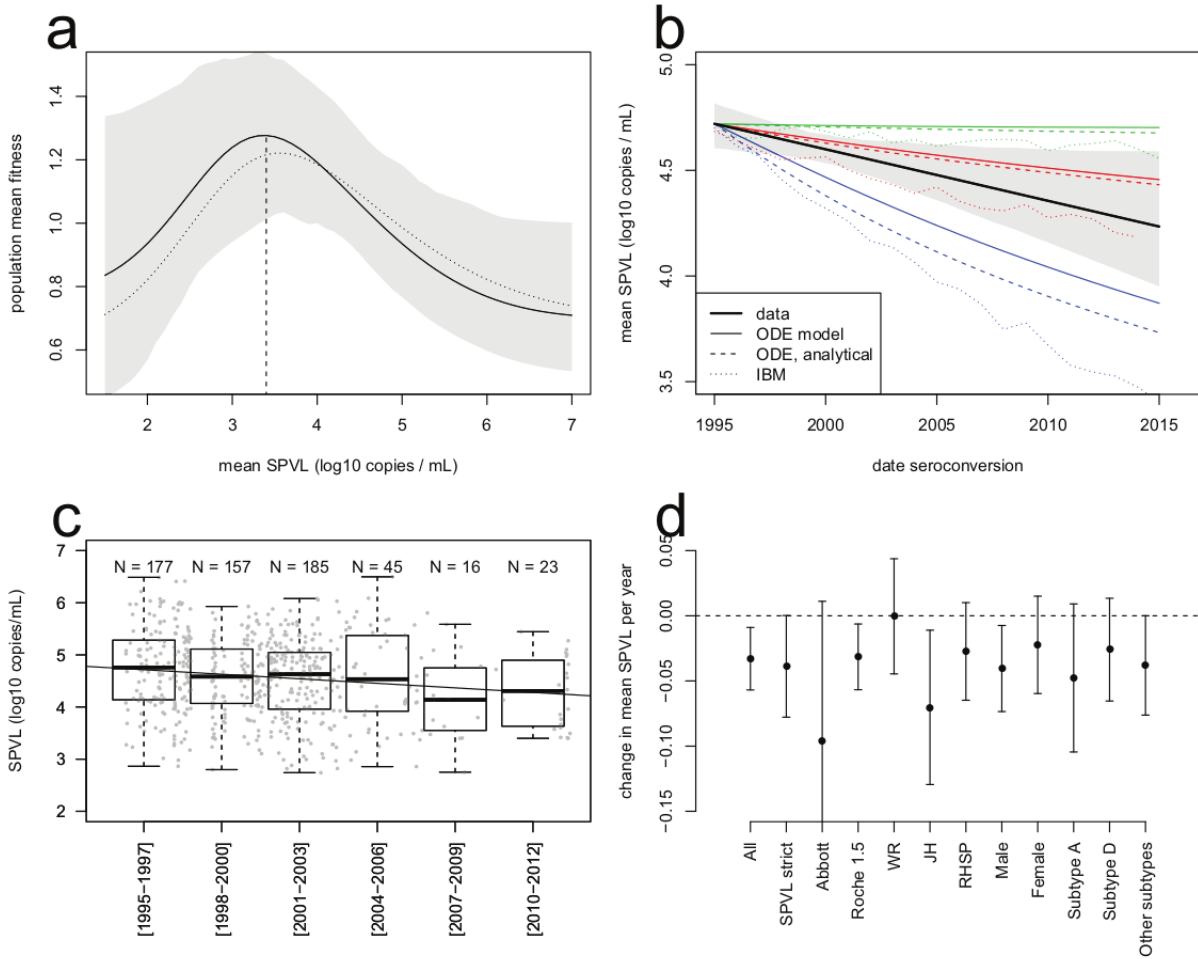 a
population mean fitness
1.4
1.2
1.0
0.8
0.6
2 3 4 5 6 7
mean SPVL (log10 copies / mL)
b
mean SPVL (log10 copies / mL)
5.0
4.5
4.0
3.5
data
ODE model
ODE, analytical
IBM
1995 2000 2005 2010 2015
date seroconversion
c
SPVL (log10 copies/mL)
7
6
5
4
3
2
N = 177 N = 157 N = 185 N = 45 N = 16 N = 23
[1995−1997]
[1998−2000]
[2001−2003]
[2004−2006]
[2007−2009]
[2010−2012]
d
change in mean SPVL per year
0.05
0.00
−0.05
−0.10
−0.15
All
SPVL strict
Abbott
Roche 1.5
WR
JH
RHSP
Male
Female
Subtype A
Subtype D
Other subtypes